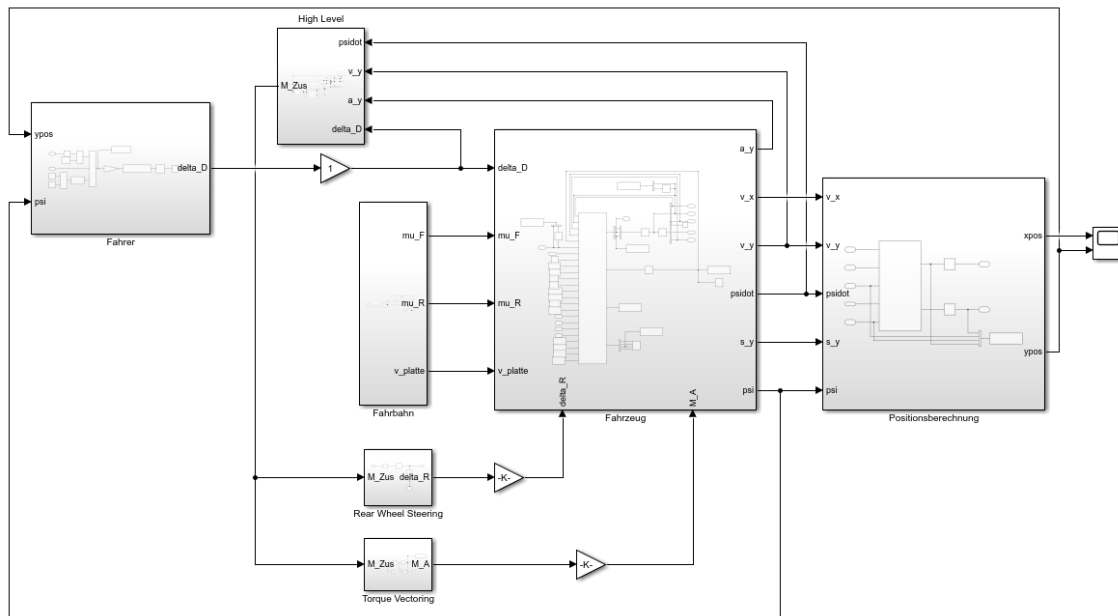 High Level
psidot
v_y
M_Zus
a_y
delta_D
ypos
delta_D
psi
Fahrer
1
delta_D
mu_F
mu_R
v_platte
delta_R
M_A
a_y
v_x
v_y
psidot
s_y
psi
Fahrzeug
mu_F
mu_R
v_platte
Fahrbahn
v_x
v_y
psidot
s_y
psi
xpos
ypos
Positionsberechnung
M_Zus
delta_R
-K-
Rear Wheel Steering
M_Zus
M_A
-K-
Torque Vectoring